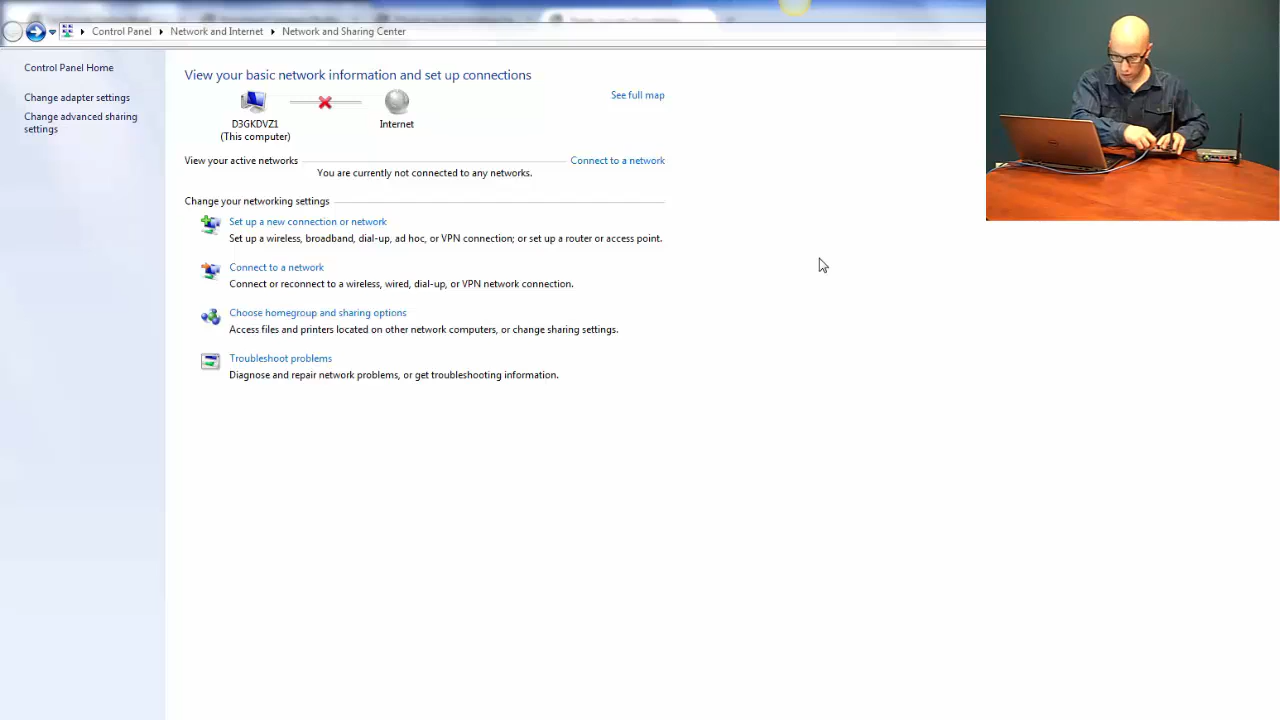 Control Panel Network and Internet Network and Sharing Center
Control Panel Home
Change adapter settings
Change advanced sharing
settings
View your basic network information and set up connections
See full map
D3GKDVZ1
(This computer)
Internet
View your active networks
Connect to a network
You are currently not connected to any networks.
Change your networking settings
Set up a new connection or network
Set up a wireless, broadband, dial-up, ad hoc, or VPN connection; or set up a router or access point.
Connect to a network
Connect or reconnect to a wireless, wired, dial-up, or VPN network connection.
Choose homegroup and sharing options
Access files and printers located on other network computers, or change sharing settings.
Troubleshoot problems
Diagnose and repair network problems, or get troubleshooting information.